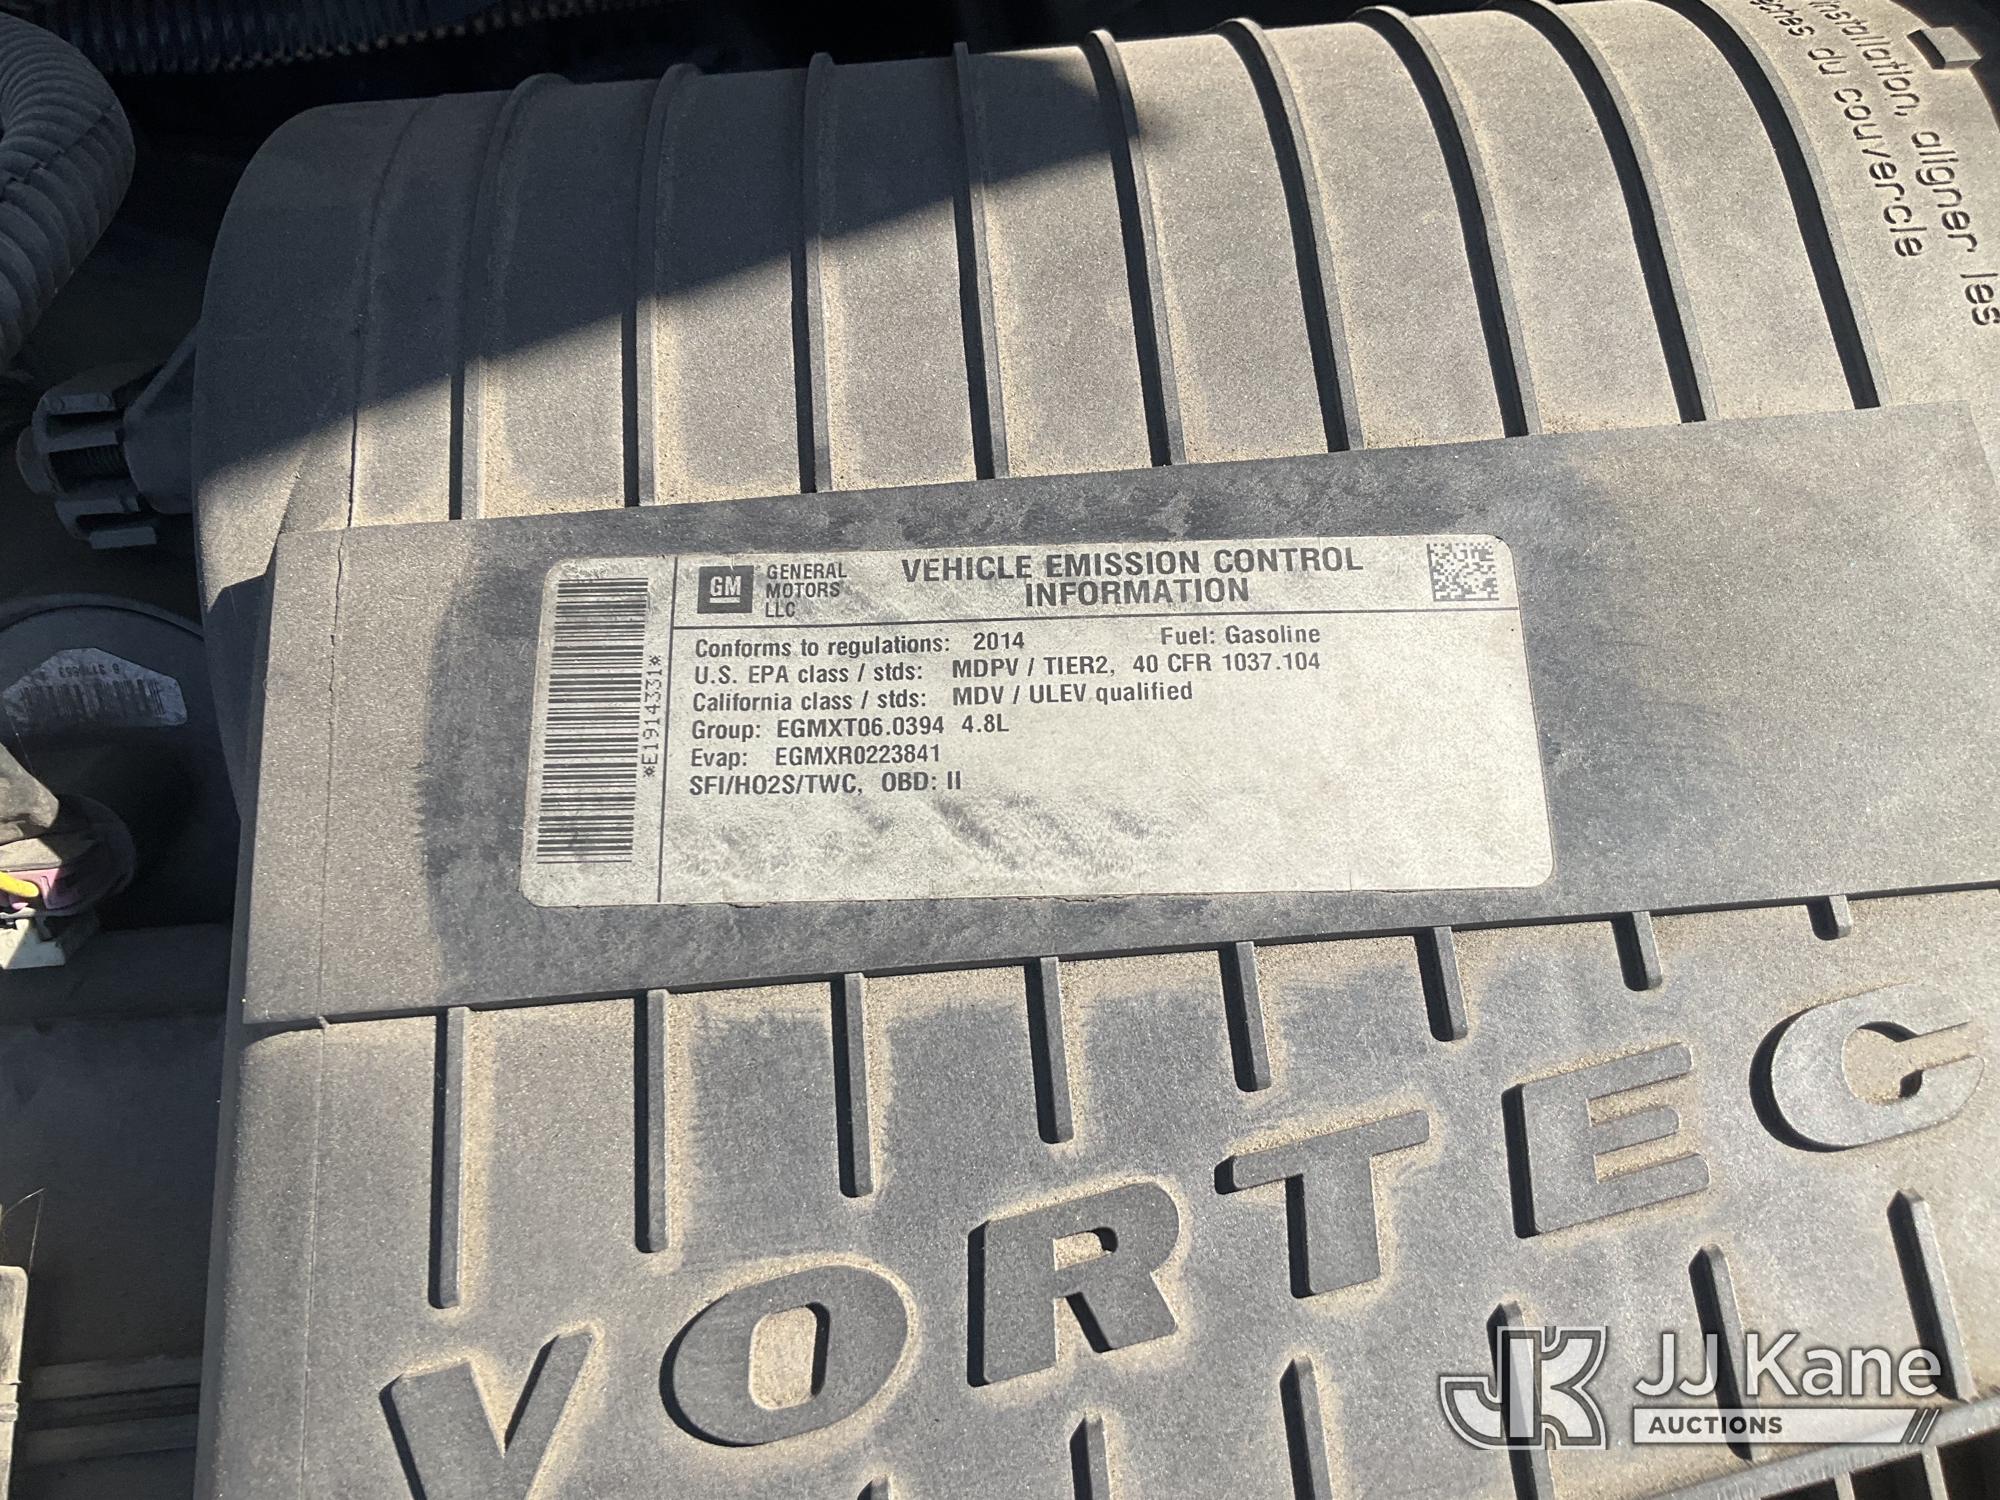 installation, aligner les
du couvercle
GM GENERAL MOTORS LLC
VEHICLE EMISSION CONTROL INFORMATION
Conforms to regulations: 2014 Fuel: Gasoline
U.S. EPA class / stds: MDPV / TIER2, 40 CFR 1037.104
California class / stds: MDV / ULEV qualified
Group: EGMXT06.0394 4.8L
Evap: EGMXR0223841
SFI/HO2S/TWC, OBD: II
*E1914331*
VORTEC
JK JJ Kane
AUCTIONS